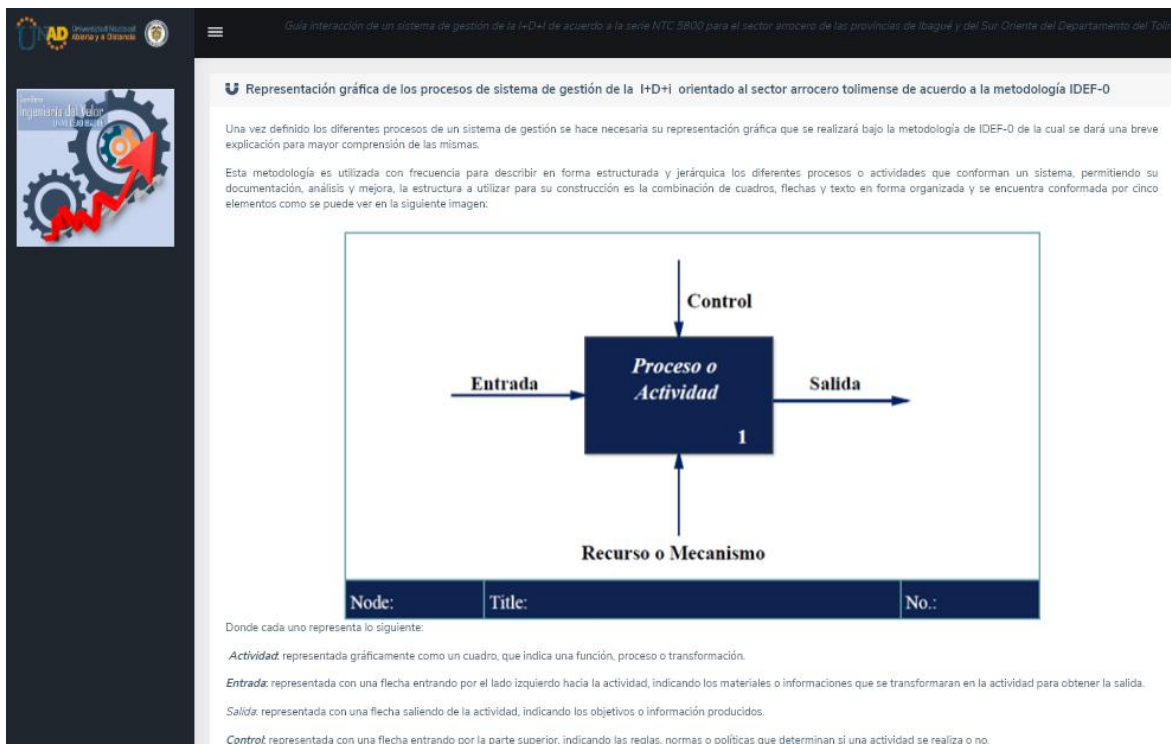 UNAD Universidad Nacional
Abierta y a Distancia
Guía interacción de un sistema de gestión de la I+D+I de acuerdo a la serie NTC 5800 para el sector arrocero de las provincias de Ibagué y del Sur Oriente del Departamento del Tolim
Semillero
Ingeniería del Valor
Representación gráfica de los procesos de sistema de gestión de la I+D+i orientado al sector arrocero tolimense de acuerdo a la metodología IDEF-0
Una vez definido los diferentes procesos de un sistema de gestión se hace necesaria su representación gráfica que se realizará bajo la metodología de IDEF-0 de la cual se dará una breve
explicación para mayor comprensión de las mismas.
Esta metodología es utilizada con frecuencia para describir en forma estructurada y jerárquica los diferentes procesos o actividades que conforman un sistema, permitiendo su
documentación, análisis y mejora, la estructura a utilizar para su construcción es la combinación de cuadros, flechas y texto en forma organizada y se encuentra conformada por cinco
elementos como se puede ver en la siguiente imagen:
Control
Proceso o
Actividad
Entrada
Salida
1
Recurso o Mecanismo
Node:
Title:
No.:
Donde cada uno representa lo siguiente:
Actividad: representada gráficamente como un cuadro, que indica una función, proceso o transformación.
Entrada: representada con una flecha entrando por el lado izquierdo hacia la actividad, indicando los materiales o informaciones que se transformaran en la actividad para obtener la salida.
Salida: representada con una flecha saliendo de la actividad, indicando los objetivos o información producidos.
Control: representada con una flecha entrando por la parte superior, indicando las reglas, normas o políticas que determinan si una actividad se realiza o no.